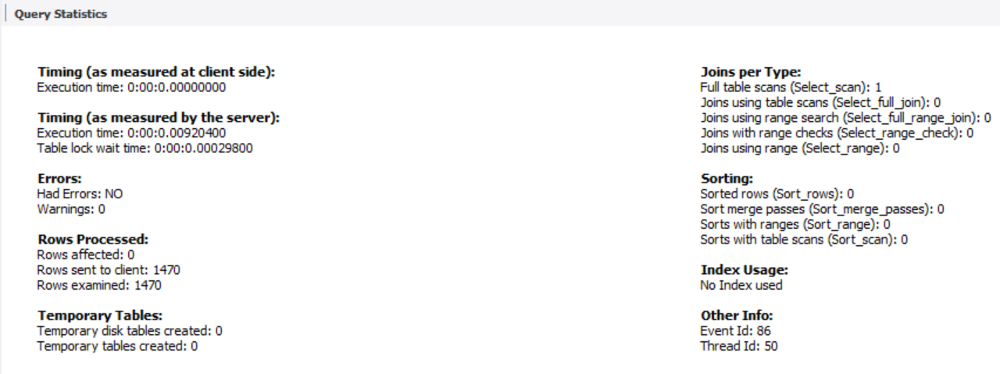 Query Statistics
Timing (as measured at client side):
Execution time: 0:00:0.00000000
Timing (as measured by the server):
Execution time: 0:00:0.00920400
Table lock wait time: 0:00:0.00029800
Errors:
Had Errors: NO
Warnings: 0
Rows Processed:
Rows affected: 0
Rows sent to client: 1470
Rows examined: 1470
Temporary Tables:
Temporary disk tables created: 0
Temporary tables created: 0
Joins per Type:
Full table scans (Select_scan): 1
Joins using table scans (Select_full_join): 0
Joins using range search (Select_full_range_join): 0
Joins with range checks (Select_range_check): 0
Joins using range (Select_range): 0
Sorting:
Sorted rows (Sort_rows): 0
Sort merge passes (Sort_merge_passes): 0
Sorts with ranges (Sort_range): 0
Sorts with table scans (Sort_scan): 0
Index Usage:
No Index used
Other Info:
Event Id: 86
Thread Id: 50